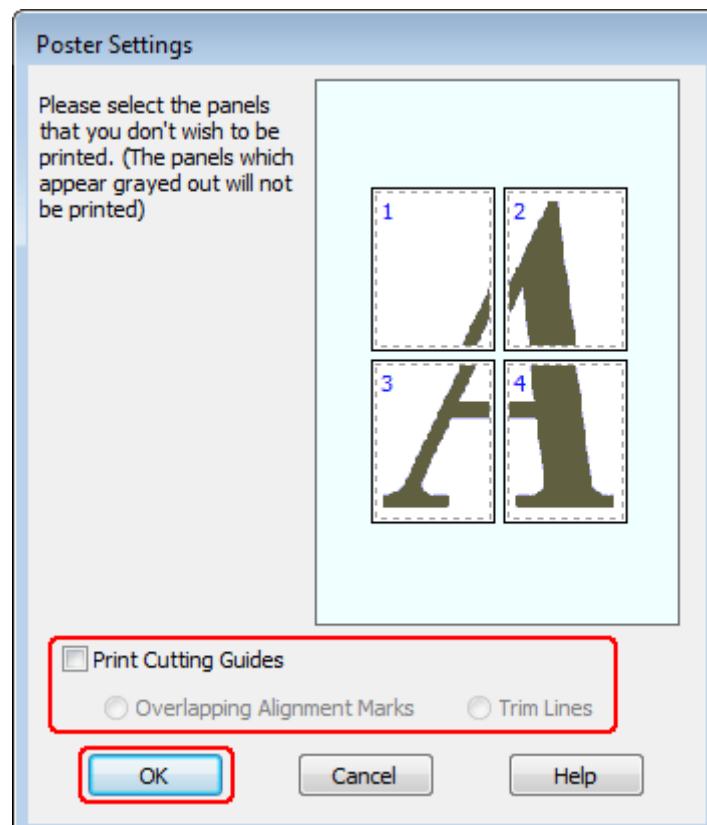 Poster Settings
Please select the panels
that you don't wish to be
printed. (The panels which
appear grayed out will not
be printed)
1 2
3 4
Print Cutting Guides
Overlapping Alignment Marks Trim Lines
OK Cancel Help